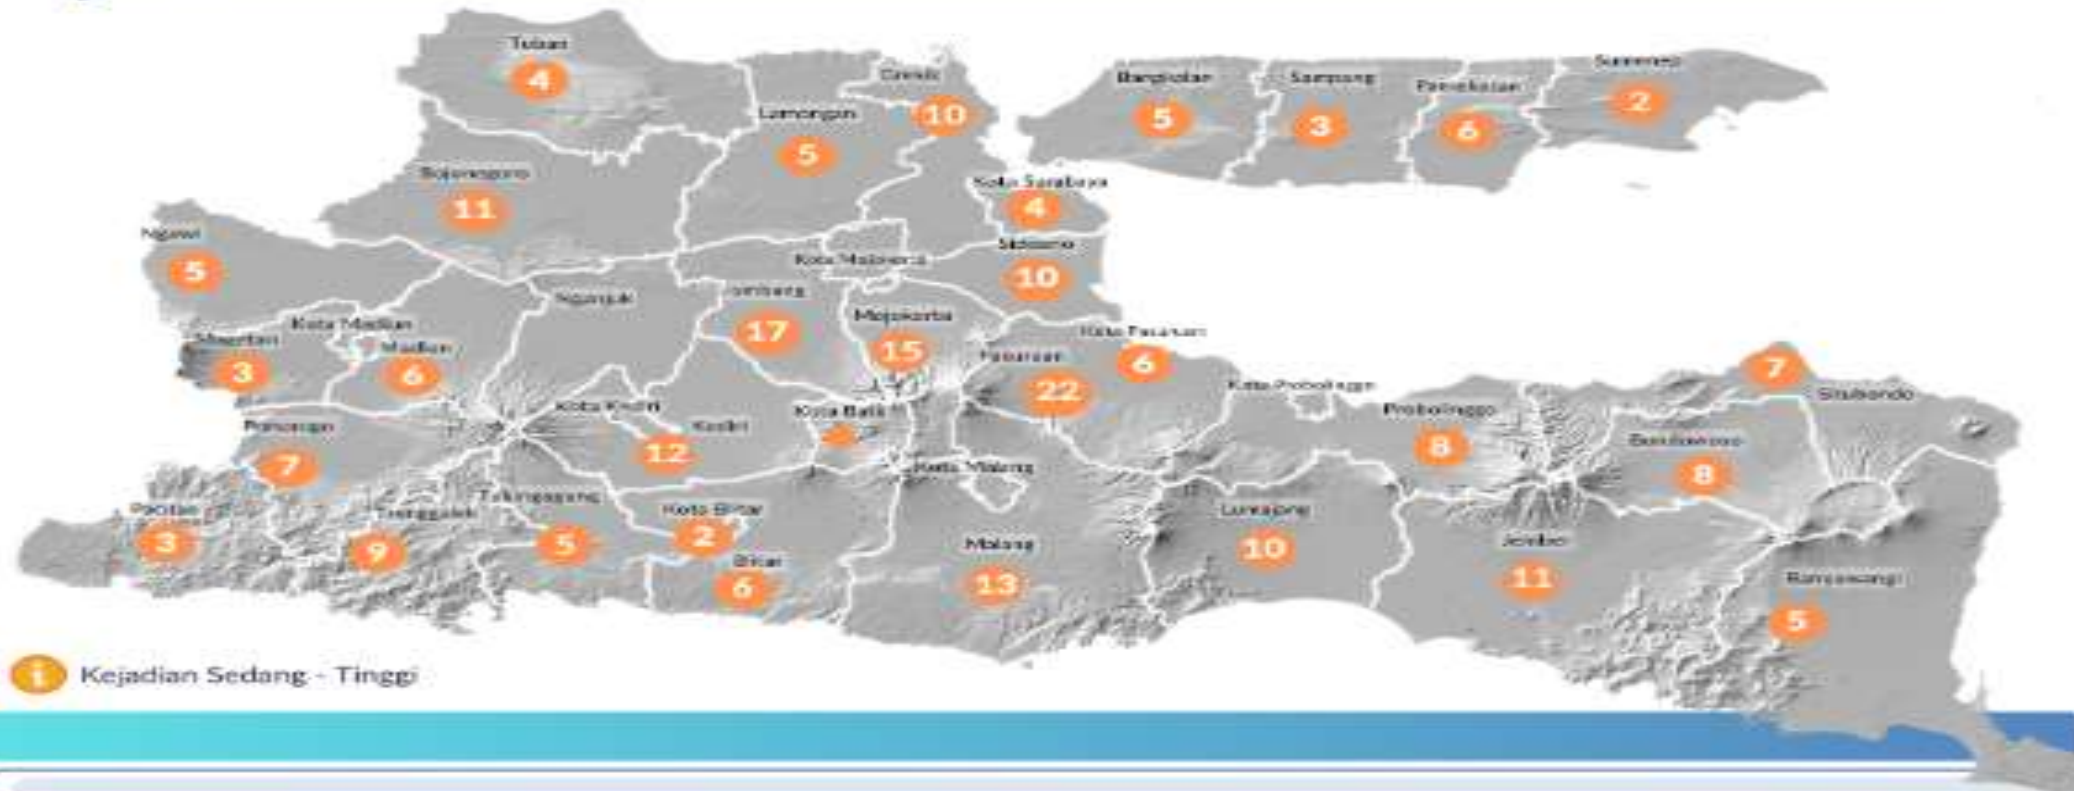 Tuban
4
Gresik
10
Lamongan
5
Bangkalan
5
Sampang
3
Pamekasan
6
Sumenep
2
Bojonegoro
11
Kota Surabaya
4
Ngawi
5
Sidoarjo
10
Kota Mojokerto
Nganjuk
Jombang
17
Mojokerto
15
Kota Madiun
Magetan
3
Madiun
6
Kota Pasuruan
6
Pasuruan
22
Kota Probolinggo
Probolinggo
8
7
Situbondo
Bondowoso
8
Ponorogo
7
Kota Kediri
Kediri
12
Kota Batu
Kota Malang
Pacitan
3
Trenggalek
9
Tulungagung
5
Kota Blitar
2
Blitar
6
Malang
13
Lumajang
10
Jember
11
Banyuwangi
5
i Kejadian Sedang - Tinggi